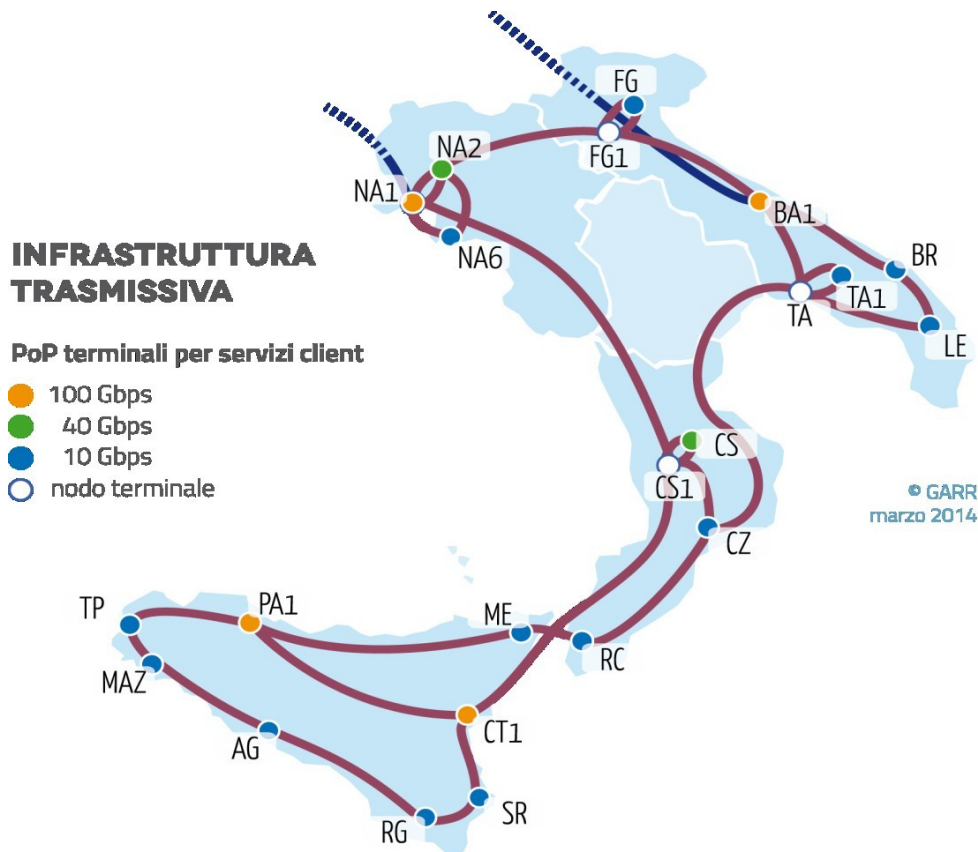 FG
NA2
FG1
NA1
BA1
NA6
BR
INFRASTRUTTURA
TRASMISSIVA
TA1
TA
LE
PoP terminali per servizi client
100 Gbps
40 Gbps
10 Gbps
nodo terminale
CS
CS1
© GARR
marzo 2014
CZ
TP
PA1
ME
RC
MAZ
CT1
AG
SR
RG